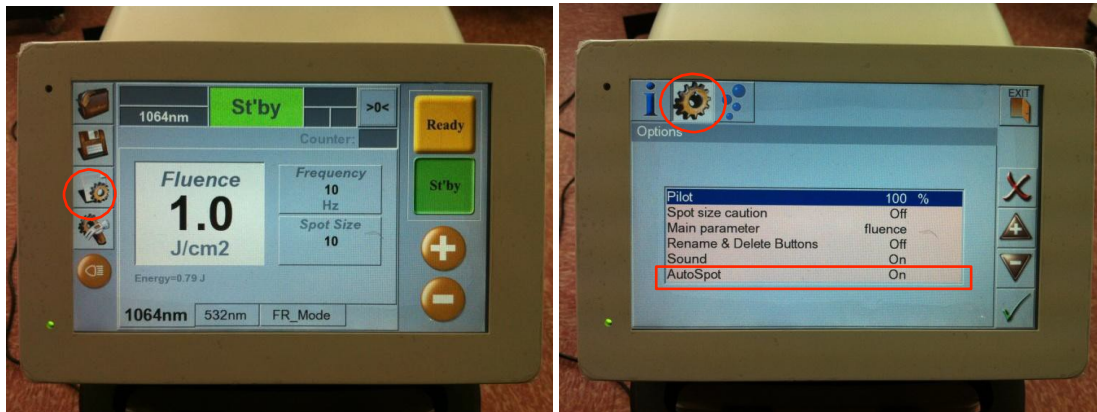 1064nm
St'by
>0<
Counter:
Ready
St'by
Fluence
1.0
J/cm2
Energy=0.79 J
Frequency
10
Hz
Spot Size
10
1064nm 532nm FR_Mode
i
EXIT
Options
Pilot 100 %
Spot size caution Off
Main parameter fluence
Rename & Delete Buttons Off
Sound On
AutoSpot On